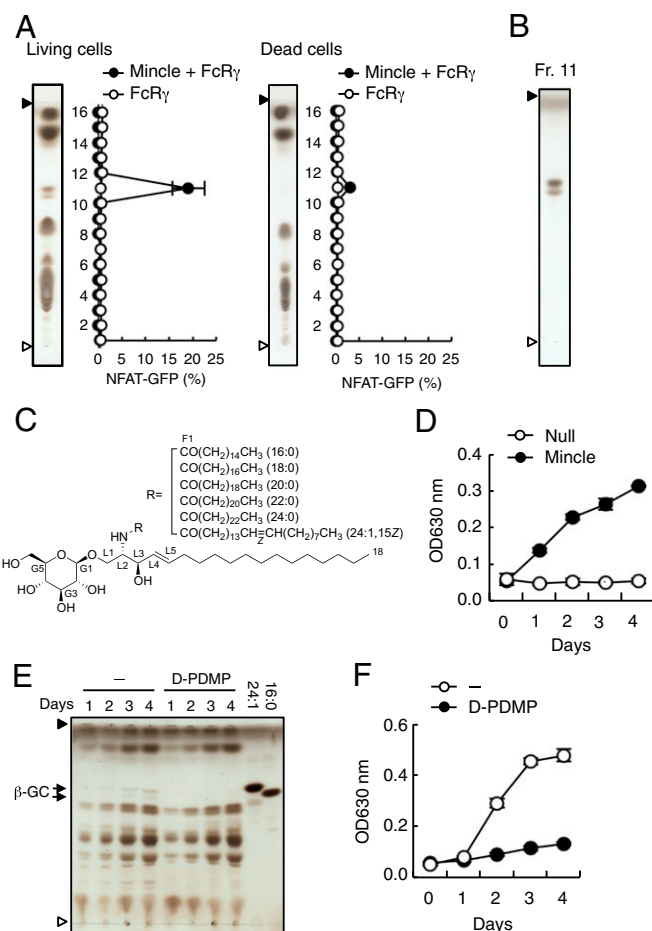 A
Living cells
Mincle + FcRγ
FcRγ
16
14
12
10
8
6
4
2
0 5 10 15 20 25
NFAT-GFP (%)
Dead cells
Mincle + FcRγ
FcRγ
16
14
12
10
8
6
4
2
0 5 10 15 20 25
NFAT-GFP (%)
B
Fr. 11
C
F1
CO(CH₂)₁₄CH₃ (16:0)
CO(CH₂)₁₆CH₃ (18:0)
R= CO(CH₂)₁₈CH₃ (20:0)
CO(CH₂)₂₀CH₃ (22:0)
CO(CH₂)₂₂CH₃ (24:0)
CO(CH₂)₁₃CH=CH(CH₂)₇CH₃ (24:1,15Z)
Z
R
HN
L1 L2 L3 L4 L5 18
OH
HO O O
G5 G1
HO G3 OH
OH
D
Null
Mincle
OD630 nm
0.4
0.3
0.2
0.1
0.0
0 1 2 3 4
Days
E
– D-PDMP 24:1 16:0
Days 1 2 3 4 1 2 3 4
β-GC
F
–
D-PDMP
OD630 nm
0.6
0.4
0.2
0.0
0 1 2 3 4
Days